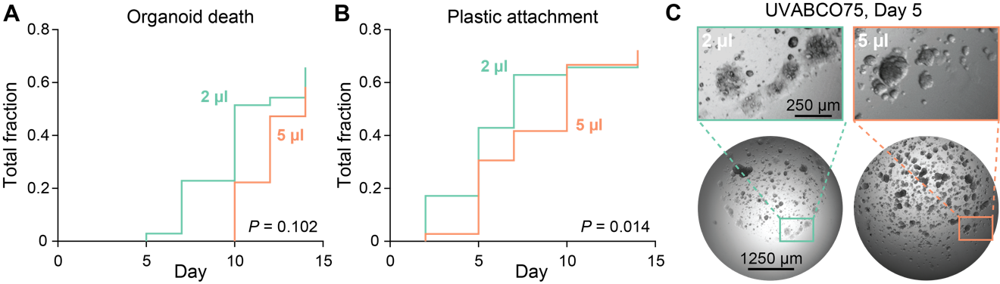 A
Organoid death
Total fraction
0.8
0.6
0.4
0.2
0
2 µl
5 µl
P = 0.102
0
5
10
15
Day
B
Plastic attachment
Total fraction
0.8
0.6
0.4
0.2
0
2 µl
5 µl
P = 0.014
0
5
10
15
Day
C
UVABCO75, Day 5
2 µl
250 µm
5 µl
1250 µm